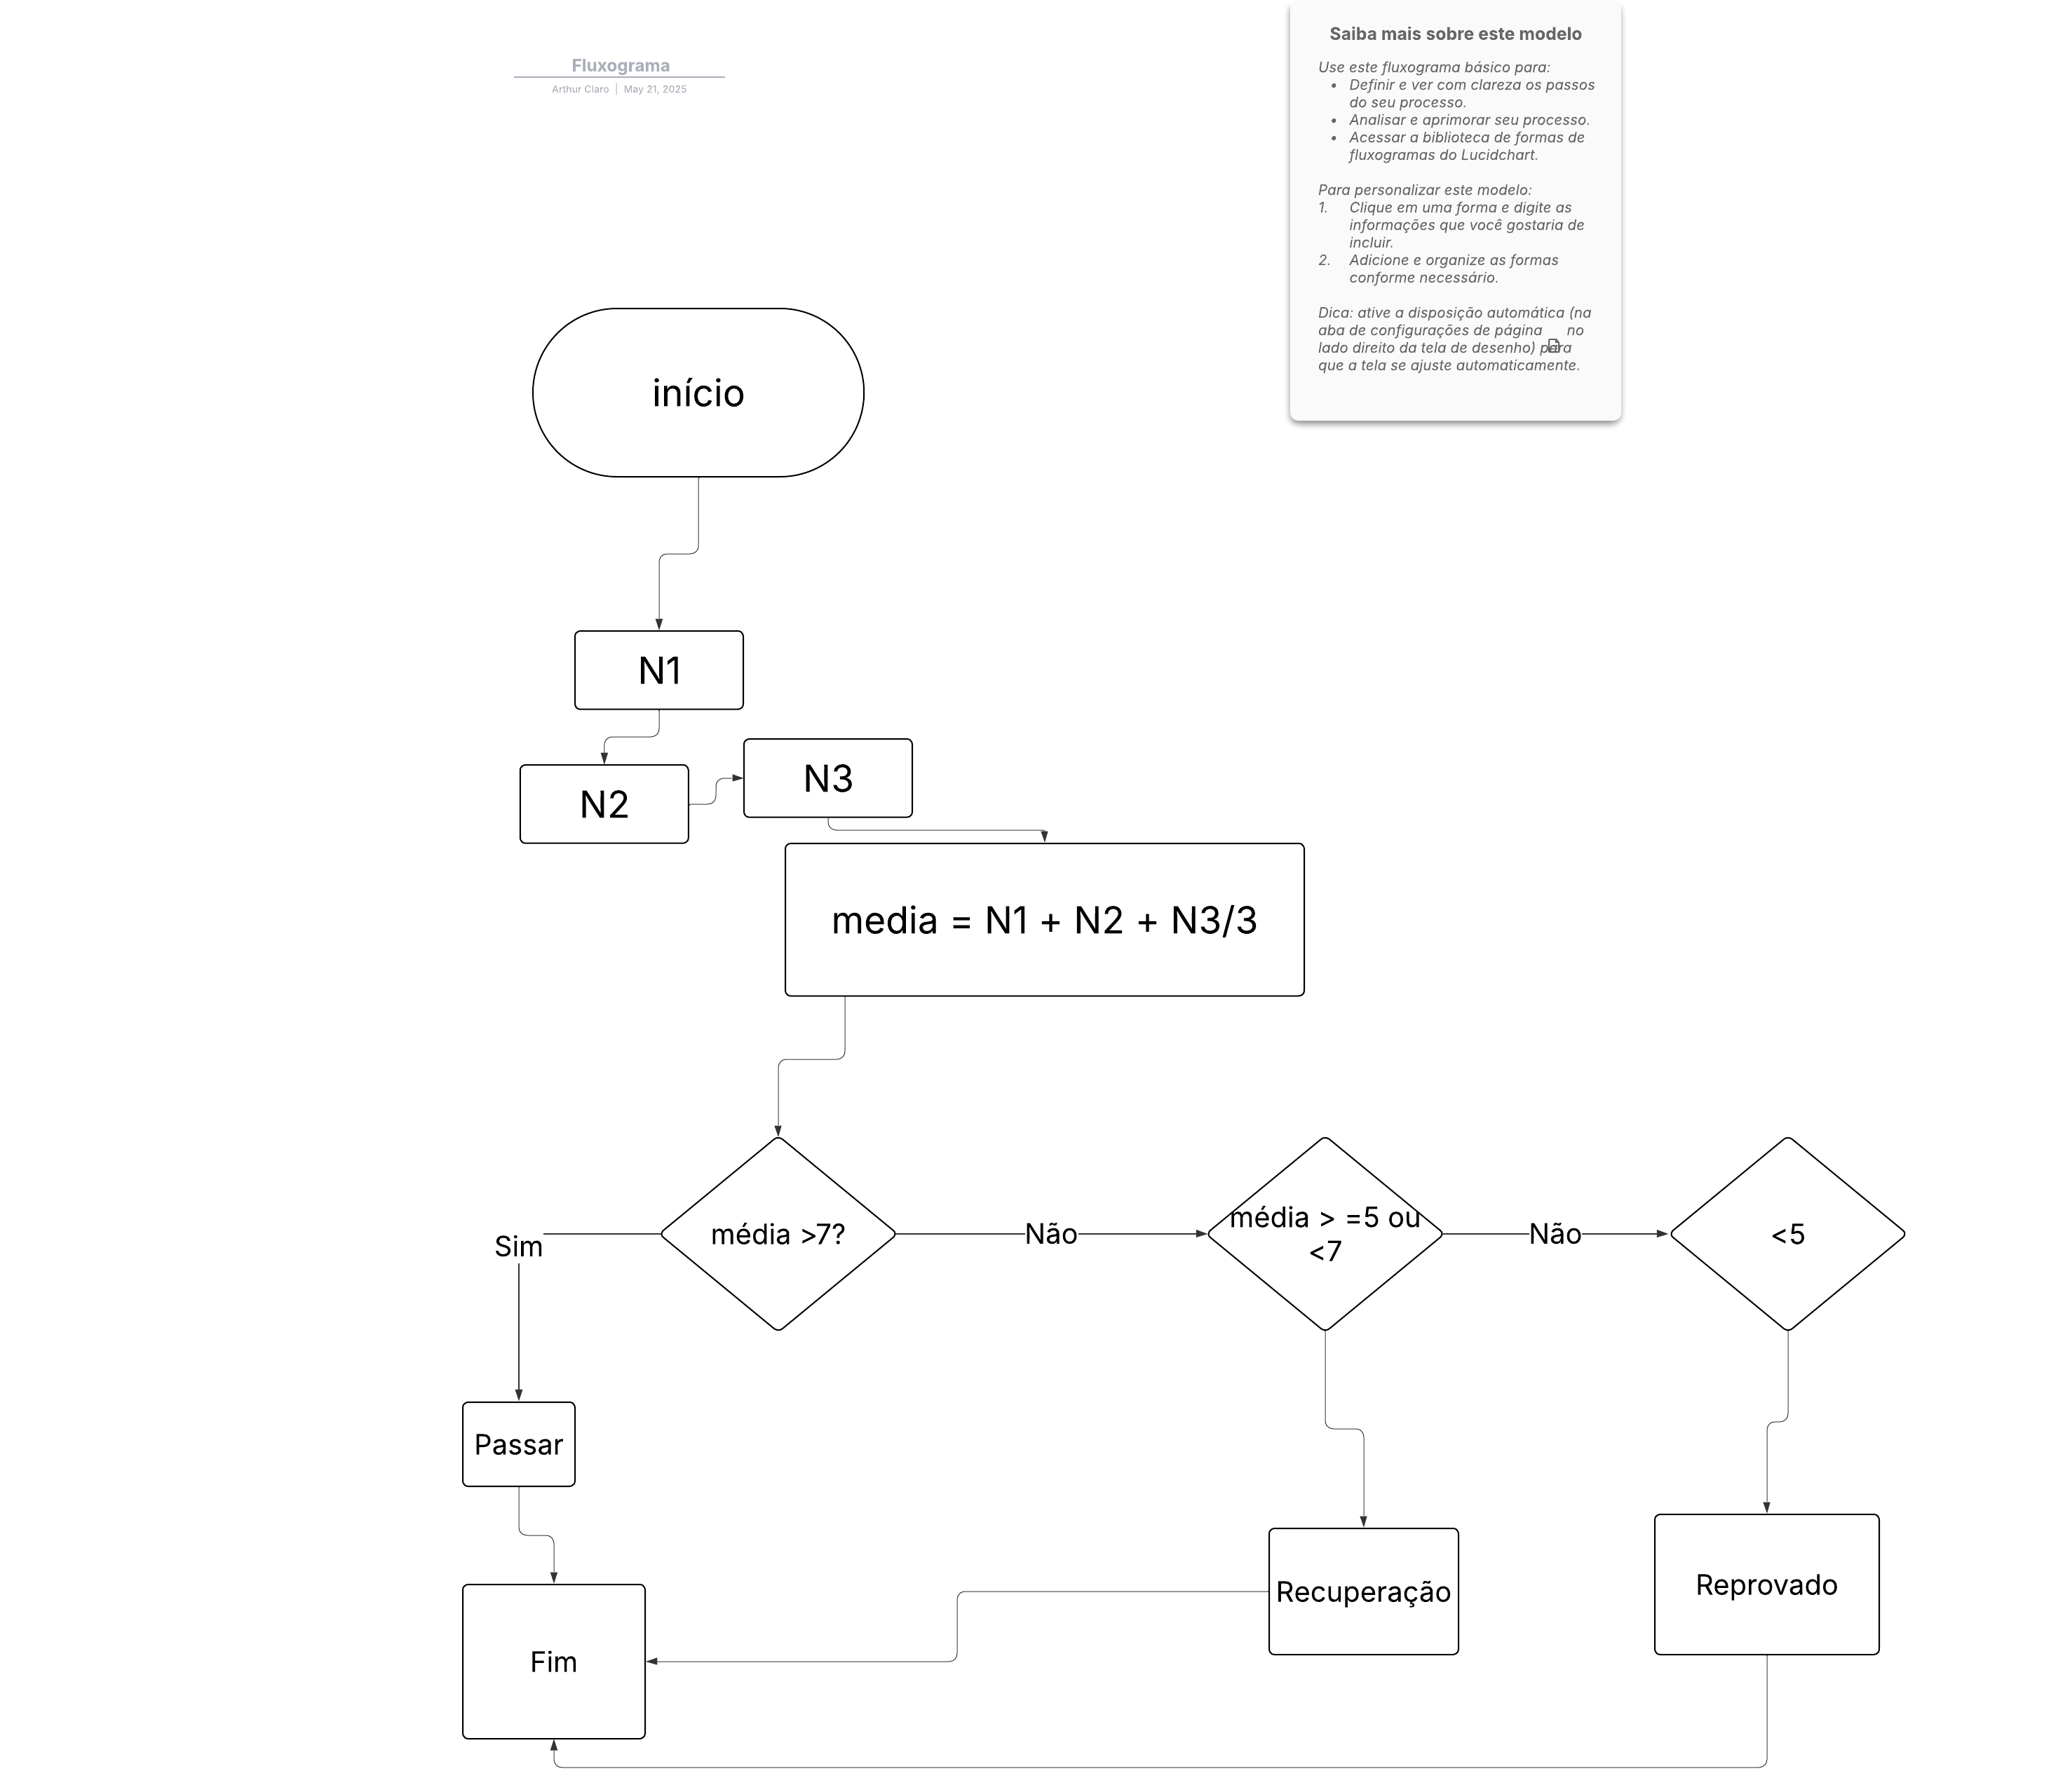 Fluxograma
Arthur Claro | May 21, 2025
Saiba mais sobre este modelo
Use este fluxograma básico para:
• Definir e ver com clareza os passos
do seu processo.
• Analisar e aprimorar seu processo.
• Acessar a biblioteca de formas de
fluxogramas do Lucidchart.
Para personalizar este modelo:
1. Clique em uma forma e digite as
informações que você gostaria de
incluir.
2. Adicione e organize as formas
conforme necessário.
Dica: ative a disposição automática (na
aba de configurações de página no
lado direito da tela de desenho) para
que a tela se ajuste automaticamente.
início
N1
N2
N3
media = N1 + N2 + N3/3
Sim
média >7?
Não
média > =5 ou
<7
Não
<5
Passar
Recuperação
Reprovado
Fim